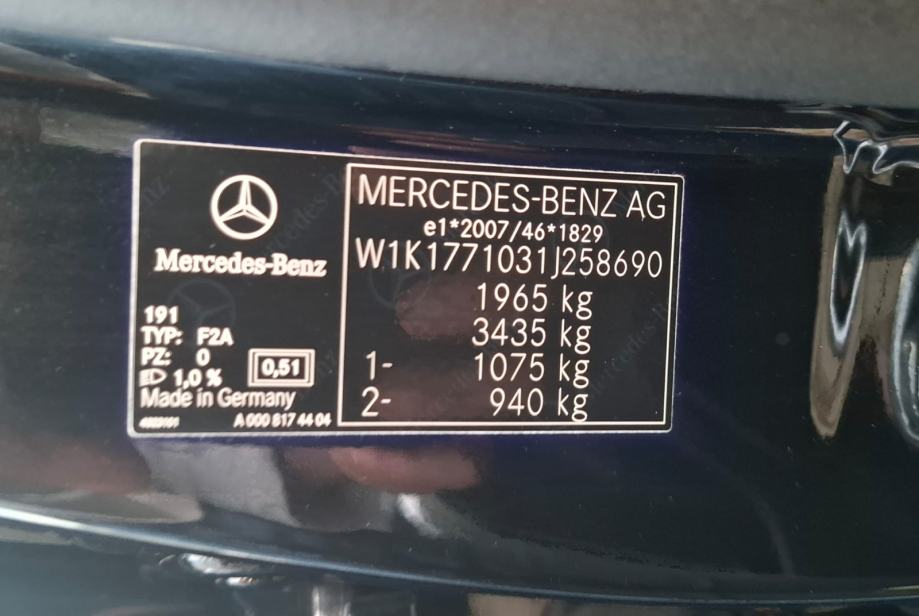 Mercedes-Benz
191
TYP: F2A
PZ: 0
0,51
1,0 %
Made in Germany
A 000 817 44 04
MERCEDES-BENZ AG
e1*2007/46*1829
W1K1771031J258690
1965 kg
3435 kg
1- 1075 kg
2- 940 kg